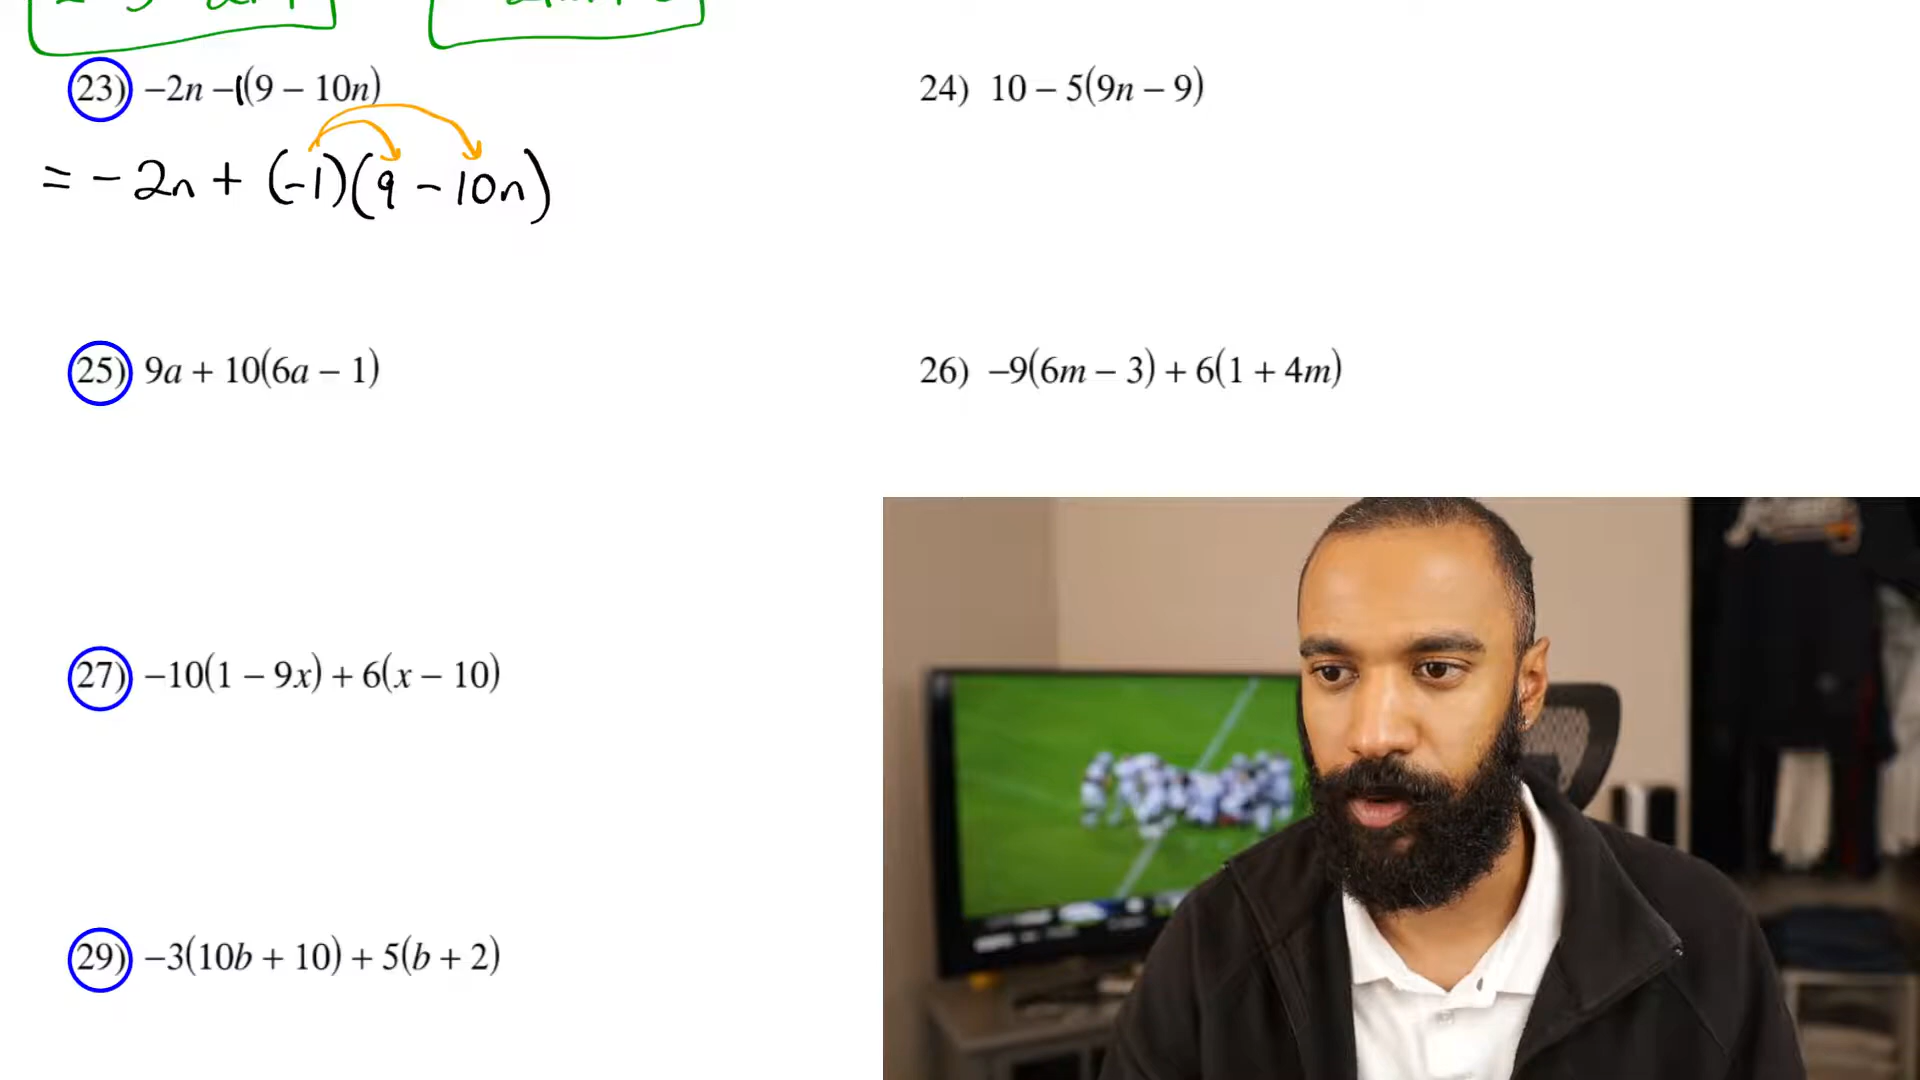 23) −2n −1(9 − 10n)
= − 2n + (−1)(9 − 10n)
24) 10 − 5(9n − 9)
25) 9a + 10(6a − 1)
26) −9(6m − 3) + 6(1 + 4m)
27) −10(1 − 9x) + 6(x − 10)
29) −3(10b + 10) + 5(b + 2)